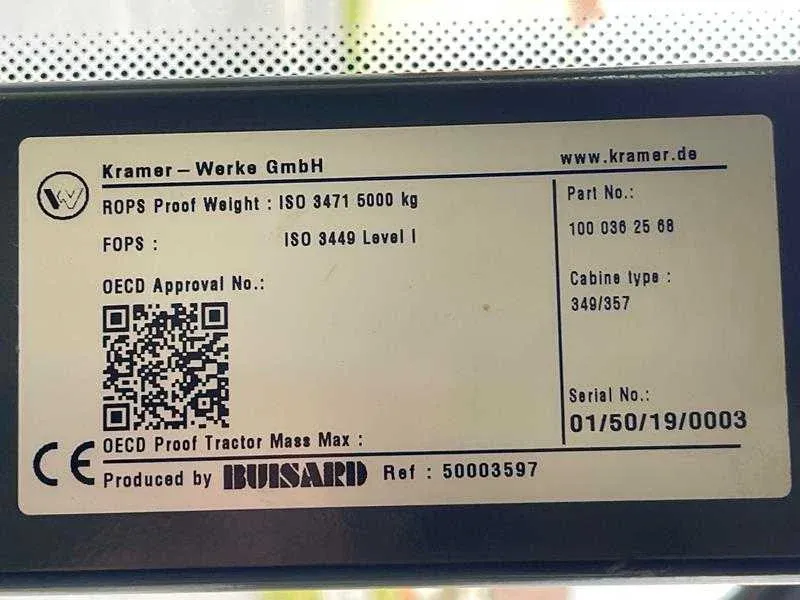 Kramer – Werke GmbH
www.kramer.de
ROPS Proof Weight : ISO 3471 5000 kg
FOPS : ISO 3449 Level I
OECD Approval No.:
Part No.:
100 036 25 68
Cabine type :
349/357
Serial No.:
01/50/19/0003
OECD Proof Tractor Mass Max :
CE
Produced by BUISARD Ref : 50003597